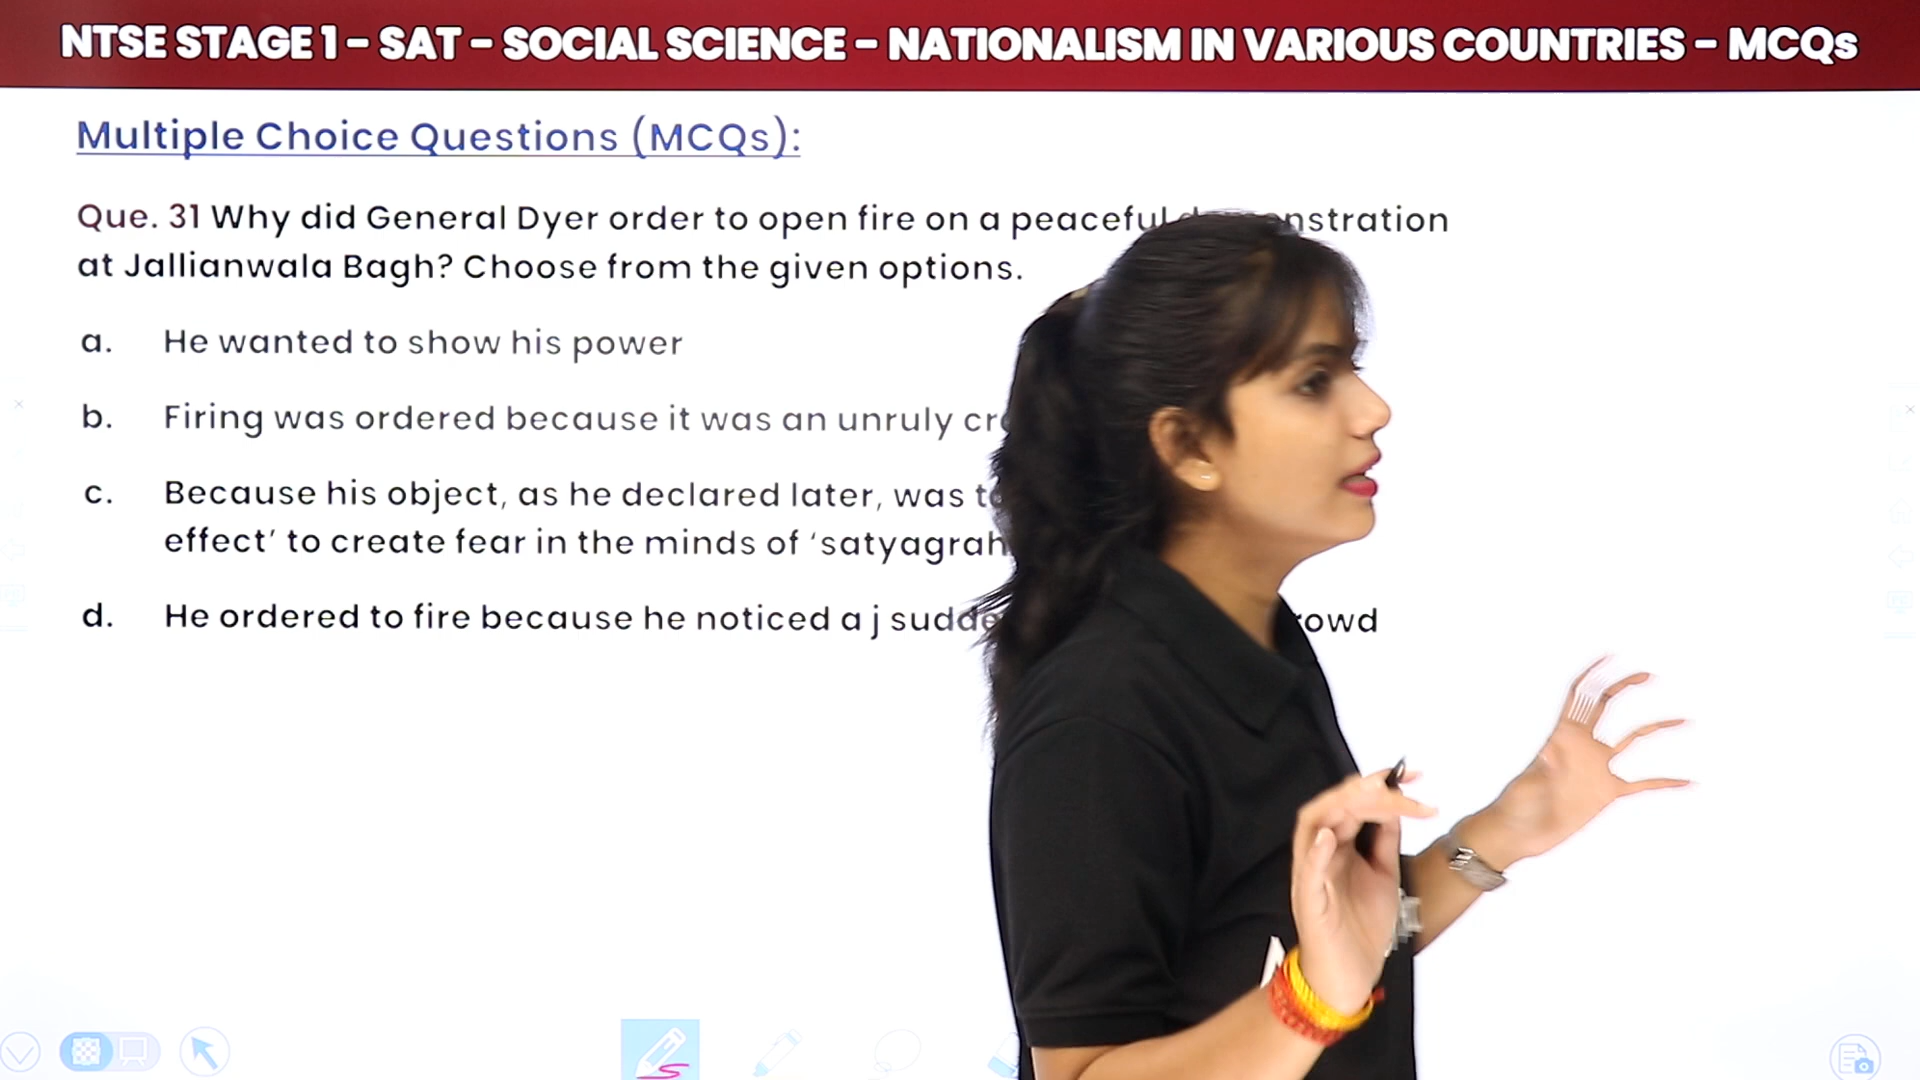 NTSE STAGE 1 – SAT – SOCIAL SCIENCE – NATIONALISM IN VARIOUS COUNTRIES – MCQs
Multiple Choice Questions (MCQs):
Que. 31 Why did General Dyer order to open fire on a peaceful
at Jallianwala Bagh? Choose from the given options.
a. He wanted to show his power
b. Firing was ordered because it was an unruly
c. Because his object, as he declared later, was
effect’ to create fear in the minds of
d. He ordered to fire because he noticed a j